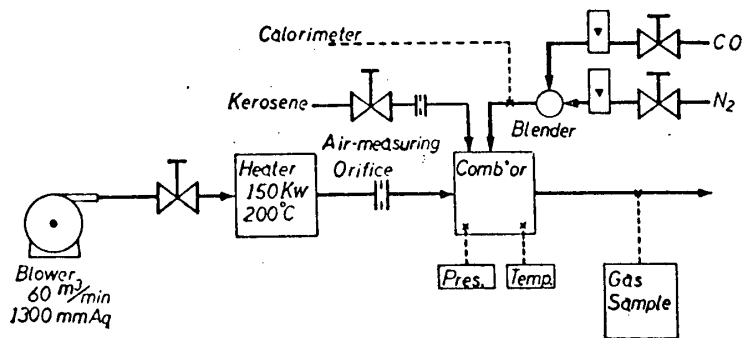 Calorimeter
CO
Kerosene
N2
Blender
Air-measuring
Orifice
Heater
150 Kw
200°C
Comb'or
Blower
60 m³/min
1300 mmAq
Pres.
Temp.
Gas
Sample